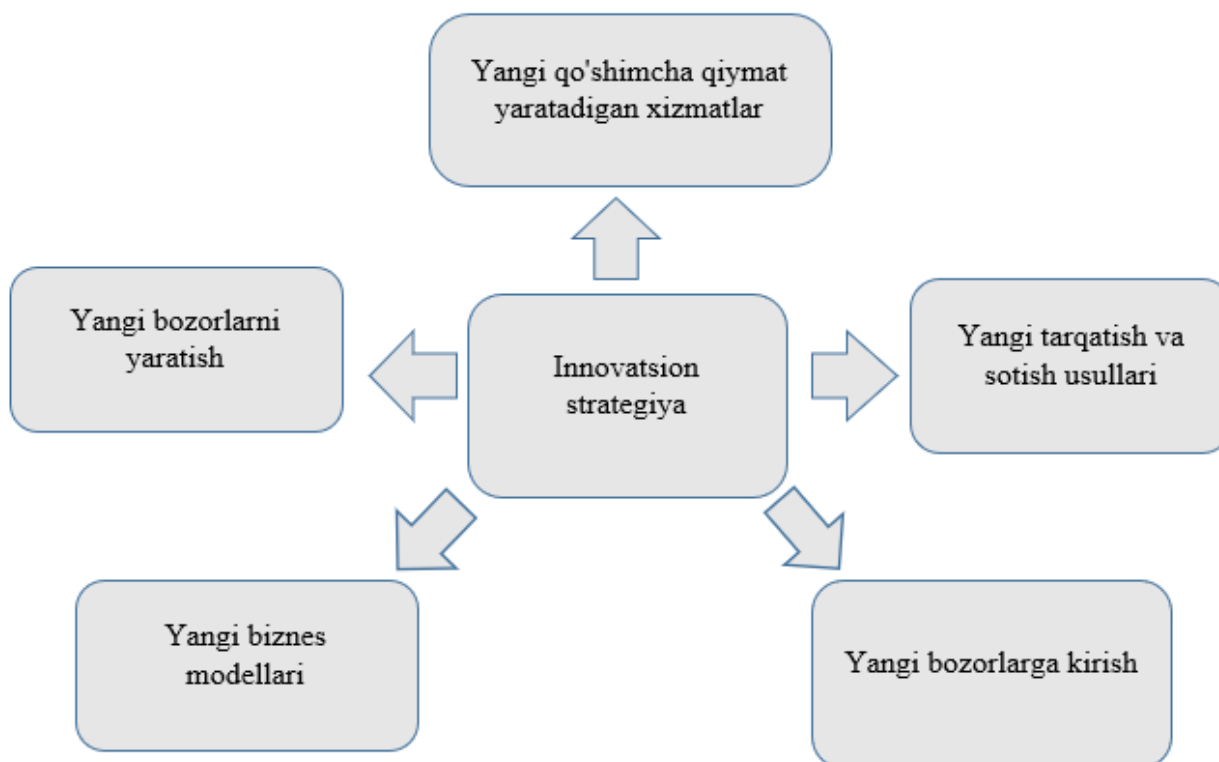 Yangi qo'shimcha qiymat
yaratadigan xizmatlar
Yangi bozorlarni
yaratish
Innovatsion
strategiya
Yangi tarqatish va
sotish usullari
Yangi biznes
modellari
Yangi bozorlarga kirish